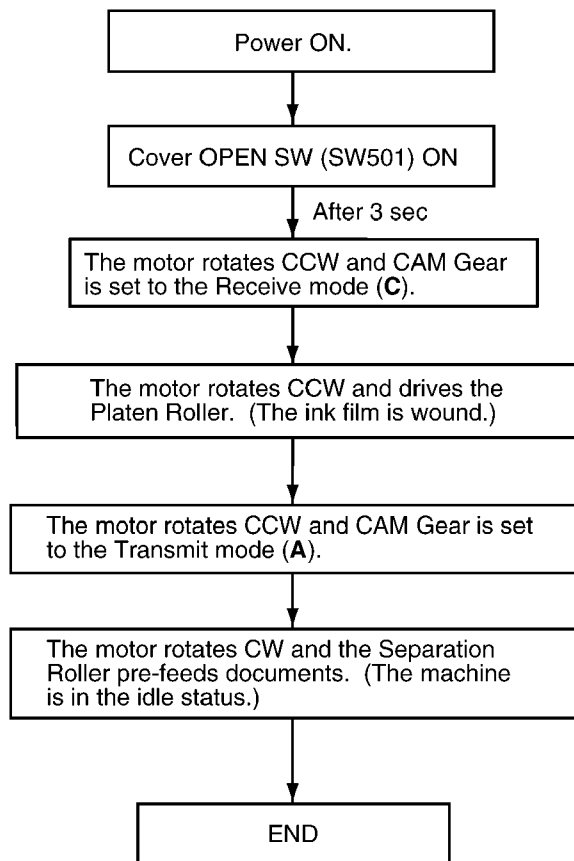 Power ON.
Cover OPEN SW (SW501) ON
After 3 sec
The motor rotates CCW and CAM Gear
is set to the Receive mode (C).
The motor rotates CCW and drives the
Platen Roller. (The ink film is wound.)
The motor rotates CCW and CAM Gear is set
to the Transmit mode (A).
The motor rotates CW and the Separation
Roller pre-feeds documents. (The machine
is in the idle status.)
END